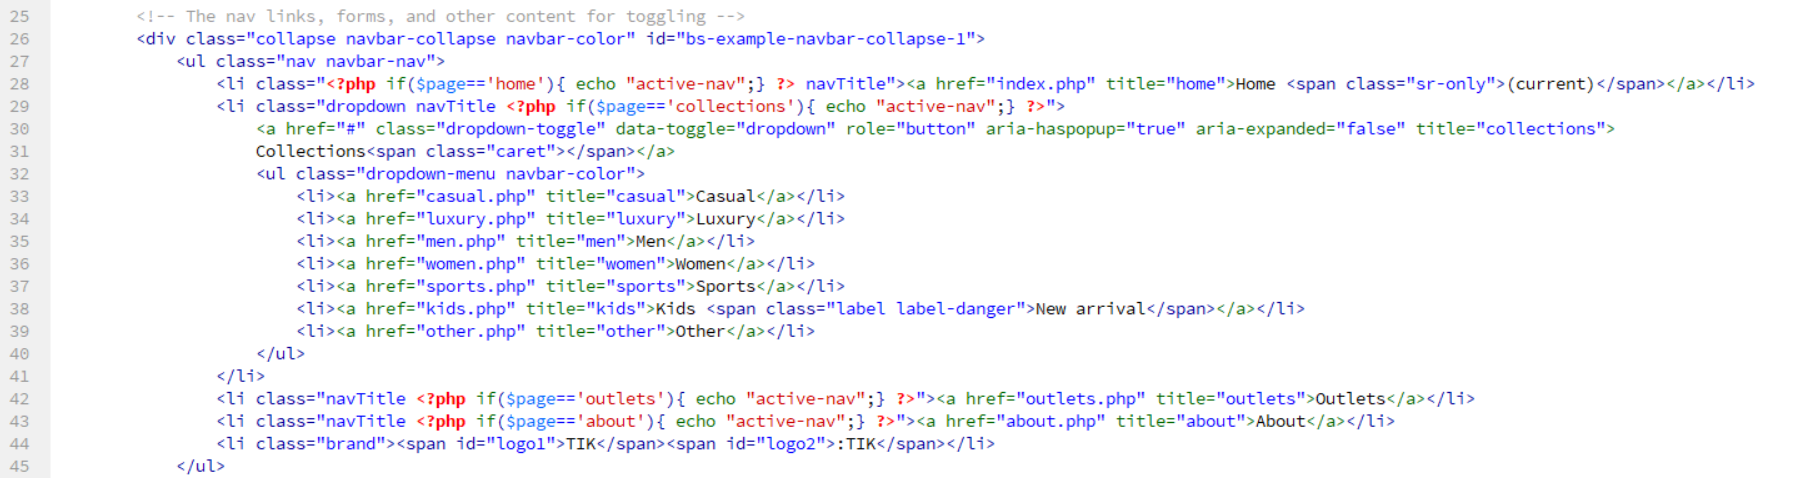 25 <!-- The nav links, forms, and other content for toggling -->
26 <div class="collapse navbar-collapse navbar-color" id="bs-example-navbar-collapse-1">
27 <ul class="nav navbar-nav">
28 <li class="<?php if($page=='home'){ echo "active-nav";} ?> navTitle"><a href="index.php" title="home">Home <span class="sr-only">(current)</span></a></li>
29 <li class="dropdown navTitle <?php if($page=='collections'){ echo "active-nav";} ?>">
30 <a href="#" class="dropdown-toggle" data-toggle="dropdown" role="button" aria-haspopup="true" aria-expanded="false" title="collections">
31 Collections<span class="caret"></span></a>
32 <ul class="dropdown-menu navbar-color">
33 <li><a href="casual.php" title="casual">Casual</a></li>
34 <li><a href="luxury.php" title="luxury">Luxury</a></li>
35 <li><a href="men.php" title="men">Men</a></li>
36 <li><a href="women.php" title="women">Women</a></li>
37 <li><a href="sports.php" title="sports">Sports</a></li>
38 <li><a href="kids.php" title="kids">Kids <span class="label label-danger">New arrival</span></a></li>
39 <li><a href="other.php" title="other">Other</a></li>
40 </ul>
41 </li>
42 <li class="navTitle <?php if($page=='outlets'){ echo "active-nav";} ?>"><a href="outlets.php" title="outlets">Outlets</a></li>
43 <li class="navTitle <?php if($page=='about'){ echo "active-nav";} ?>"><a href="about.php" title="about">About</a></li>
44 <li class="brand"><span id="logo1">TIK</span><span id="logo2">:TIK</span></li>
45 </ul>